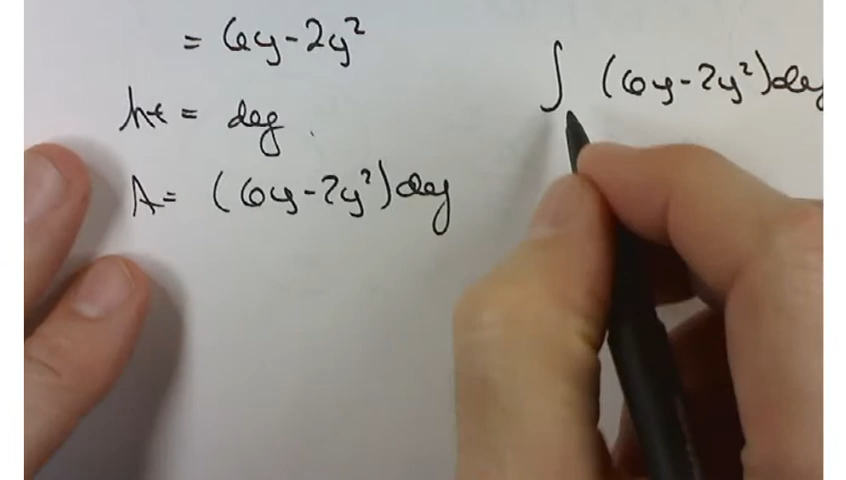 = 6y - 2y²
ht = dy
A = (6y - 2y²)dy
∫ (6y - 2y²)dy